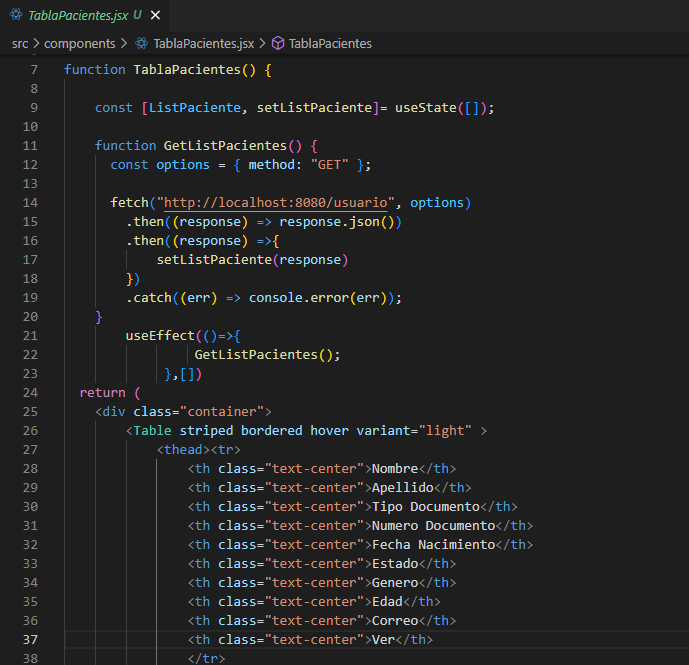 TablaPacientes.jsx U ×
src > components > TablaPacientes.jsx > TablaPacientes
7 function TablaPacientes() {
8
9 const [ListPaciente, setListPaciente]= useState([]);
10
11 function GetListPacientes() {
12 const options = { method: "GET" };
13
14 fetch("http://localhost:8080/usuario", options)
15 .then((response) => response.json())
16 .then((response) =>{
17 setListPaciente(response)
18 })
19 .catch((err) => console.error(err));
20 }
21 useEffect(()=>{
22 GetListPacientes();
23 },[])
24 return (
25 <div class="container">
26 <Table striped bordered hover variant="light" >
27 <thead><tr>
28 <th class="text-center">Nombre</th>
29 <th class="text-center">Apellido</th>
30 <th class="text-center">Tipo Documento</th>
31 <th class="text-center">Numero Documento</th>
32 <th class="text-center">Fecha Nacimiento</th>
33 <th class="text-center">Estado</th>
34 <th class="text-center">Genero</th>
35 <th class="text-center">Edad</th>
36 <th class="text-center">Correo</th>
37 <th class="text-center">Ver</th>
38 </tr>